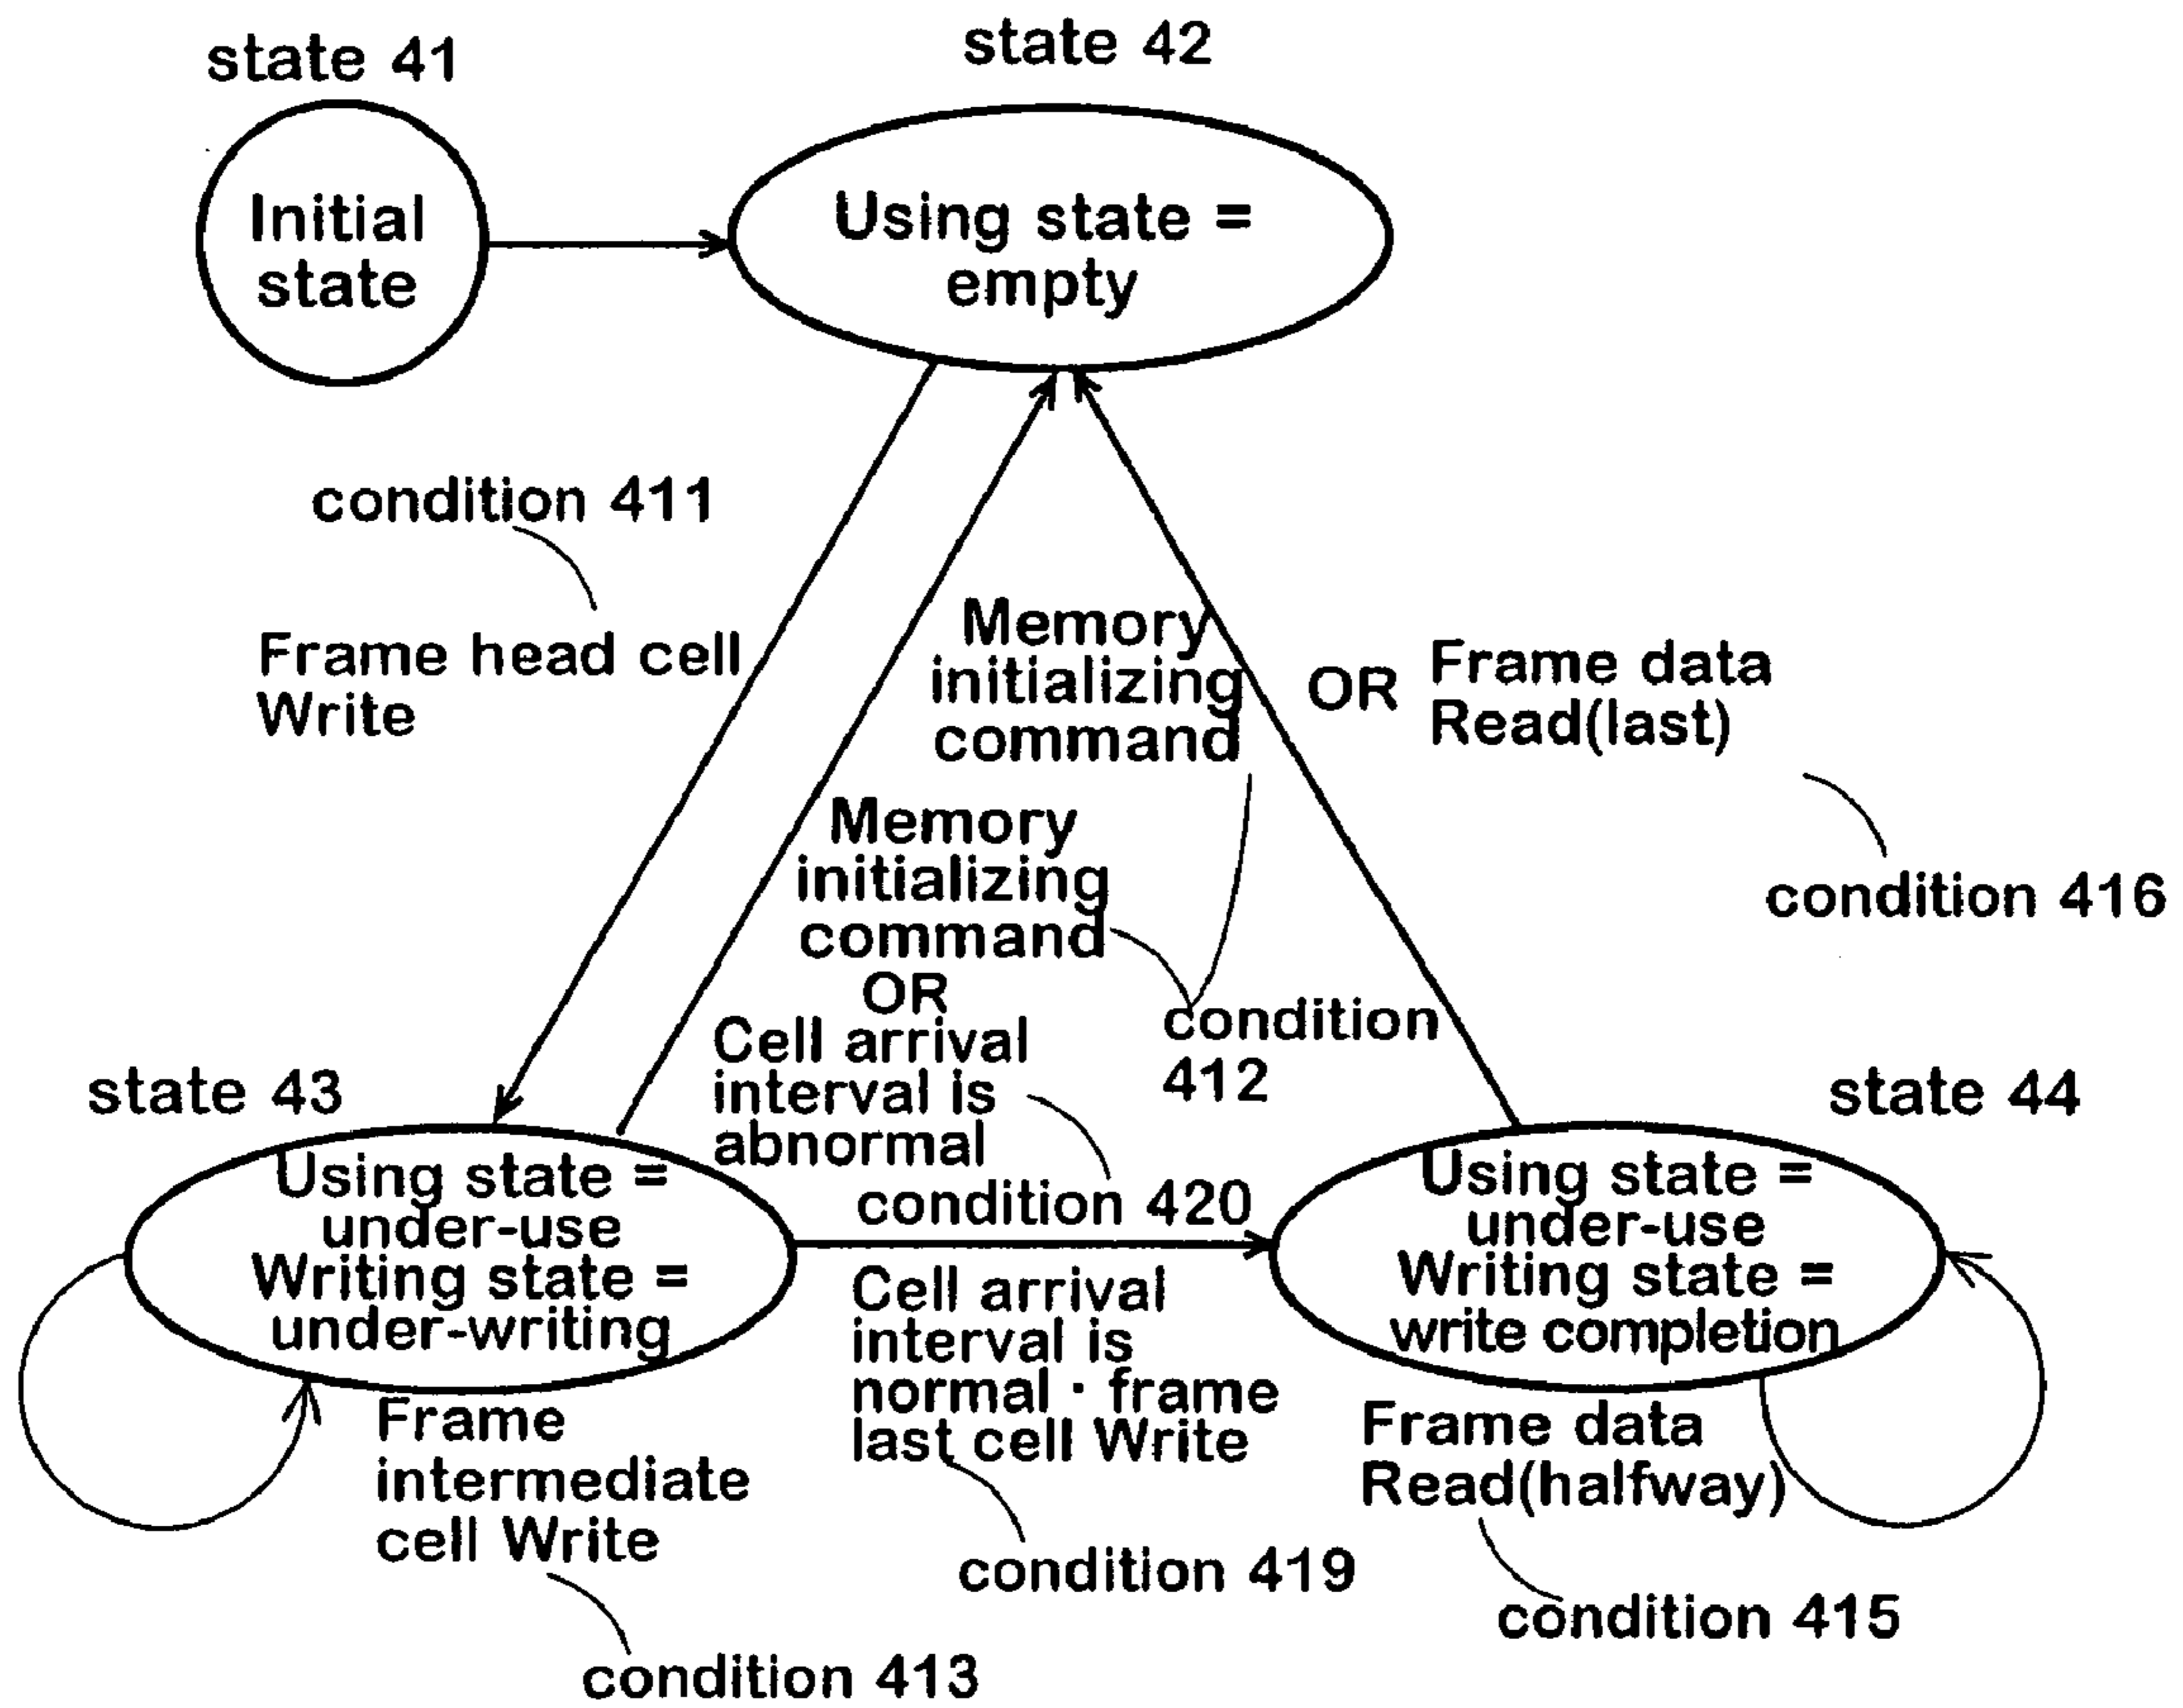 state 41
state 42
Initial
state
Using state =
empty
condition 411
Frame head cell
Write
Memory
initializing
command
OR
Frame data
Read(last)
condition 416
Memory
initializing
command
OR
Cell arrival
interval is
abnormal
condition
412
condition 420
state 43
state 44
Using state =
under-use
Writing state =
under-writing
Using state =
under-use
Writing state =
write completion
Cell arrival
interval is
normal · frame
last cell Write
Frame
intermediate
cell Write
Frame data
Read(halfway)
condition 419
condition 415
condition 413